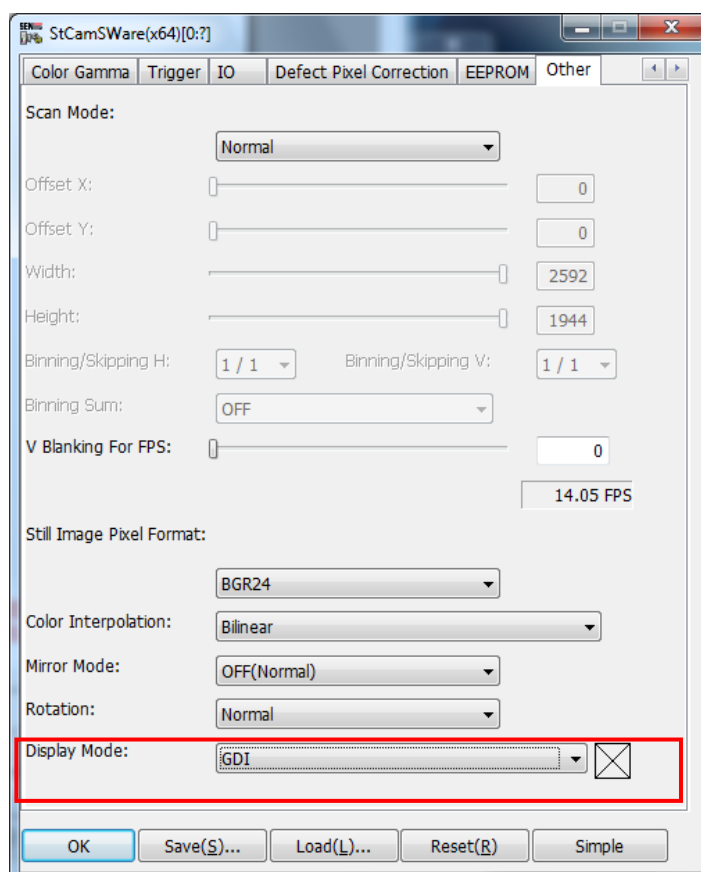 SEN
StCamSWare(x64)[0:?]
Color Gamma Trigger IO Defect Pixel Correction EEPROM Other
Scan Mode:
Normal
Offset X: 0
Offset Y: 0
Width: 2592
Height: 1944
Binning/Skipping H: 1 / 1 Binning/Skipping V: 1 / 1
Binning Sum: OFF
V Blanking For FPS: 0
14.05 FPS
Still Image Pixel Format:
BGR24
Color Interpolation: Bilinear
Mirror Mode: OFF(Normal)
Rotation: Normal
Display Mode: GDI
OK Save(S)... Load(L)... Reset(R) Simple